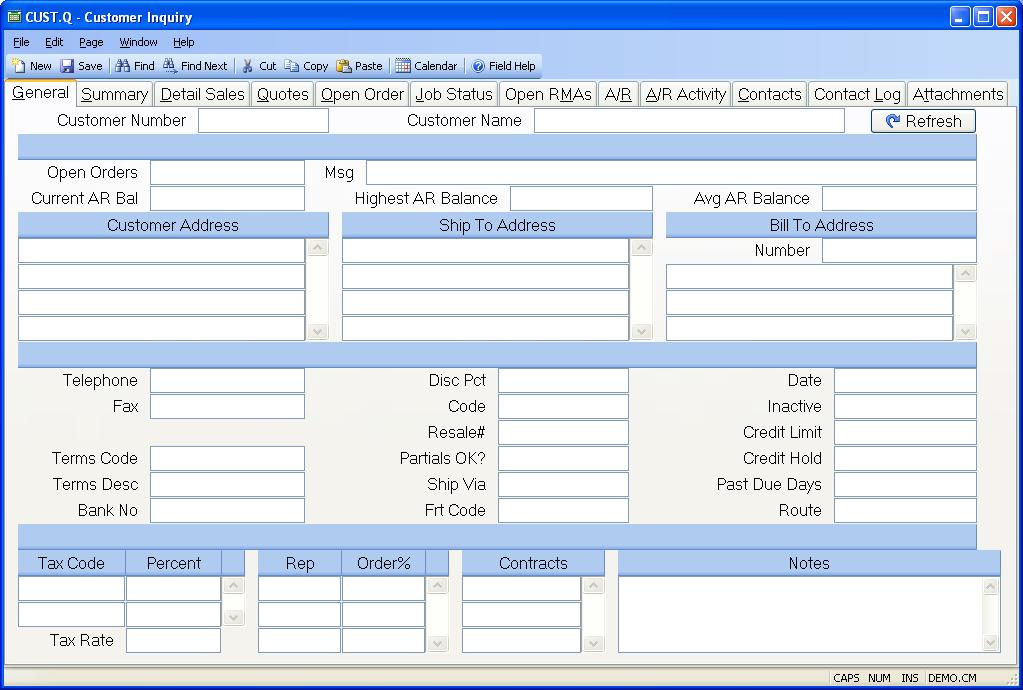 CUST.Q - Customer Inquiry
File Edit Page Window Help
New Save Find Find Next Cut Copy Paste Calendar Field Help
General Summary Detail Sales Quotes Open Order Job Status Open RMAs A/R A/R Activity Contacts Contact Log Attachments
Customer Number Customer Name Refresh
Open Orders Msg
Current AR Bal Highest AR Balance Avg AR Balance
Customer Address Ship To Address Bill To Address
Number
Telephone Disc Pct Date
Fax Code Inactive
Resale# Credit Limit
Terms Code Partials OK? Credit Hold
Terms Desc Ship Via Past Due Days
Bank No Frt Code Route
Tax Code Percent Rep Order% Contracts Notes
Tax Rate
CAPS NUM INS DEMO.CM